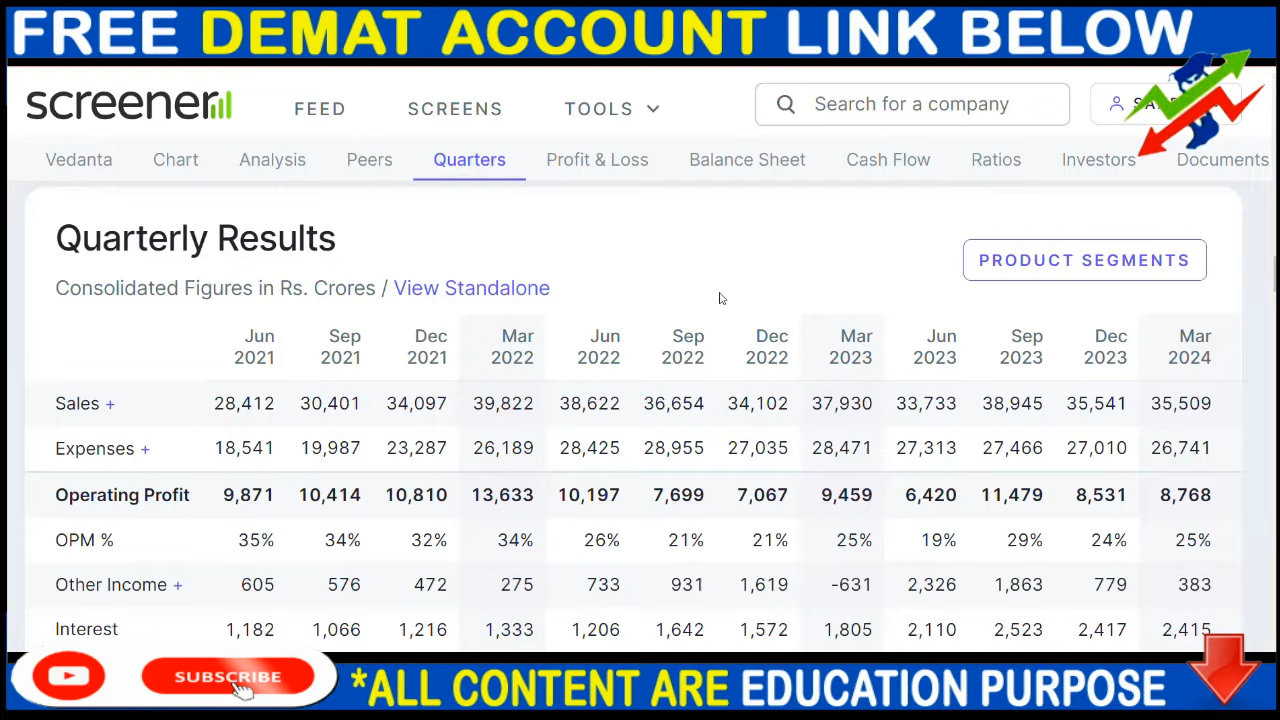 FREE DEMAT ACCOUNT LINK BELOW
screener FEED SCREENS TOOLS Search for a company
Vedanta Chart Analysis Peers Quarters Profit & Loss Balance Sheet Cash Flow Ratios Investors Documents
Quarterly Results
PRODUCT SEGMENTS
Consolidated Figures in Rs. Crores / View Standalone
Jun 2021 Sep 2021 Dec 2021 Mar 2022 Jun 2022 Sep 2022 Dec 2022 Mar 2023 Jun 2023 Sep 2023 Dec 2023 Mar 2024
Sales + 28,412 30,401 34,097 39,822 38,622 36,654 34,102 37,930 33,733 38,945 35,541 35,509
Expenses + 18,541 19,987 23,287 26,189 28,425 28,955 27,035 28,471 27,313 27,466 27,010 26,741
Operating Profit 9,871 10,414 10,810 13,633 10,197 7,699 7,067 9,459 6,420 11,479 8,531 8,768
OPM % 35% 34% 32% 34% 26% 21% 21% 25% 19% 29% 24% 25%
Other Income + 605 576 472 275 733 931 1,619 -631 2,326 1,863 779 383
Interest 1,182 1,066 1,216 1,333 1,206 1,642 1,572 1,805 2,110 2,523 2,417 2,415
SUBSCRIBE
*ALL CONTENT ARE EDUCATION PURPOSE